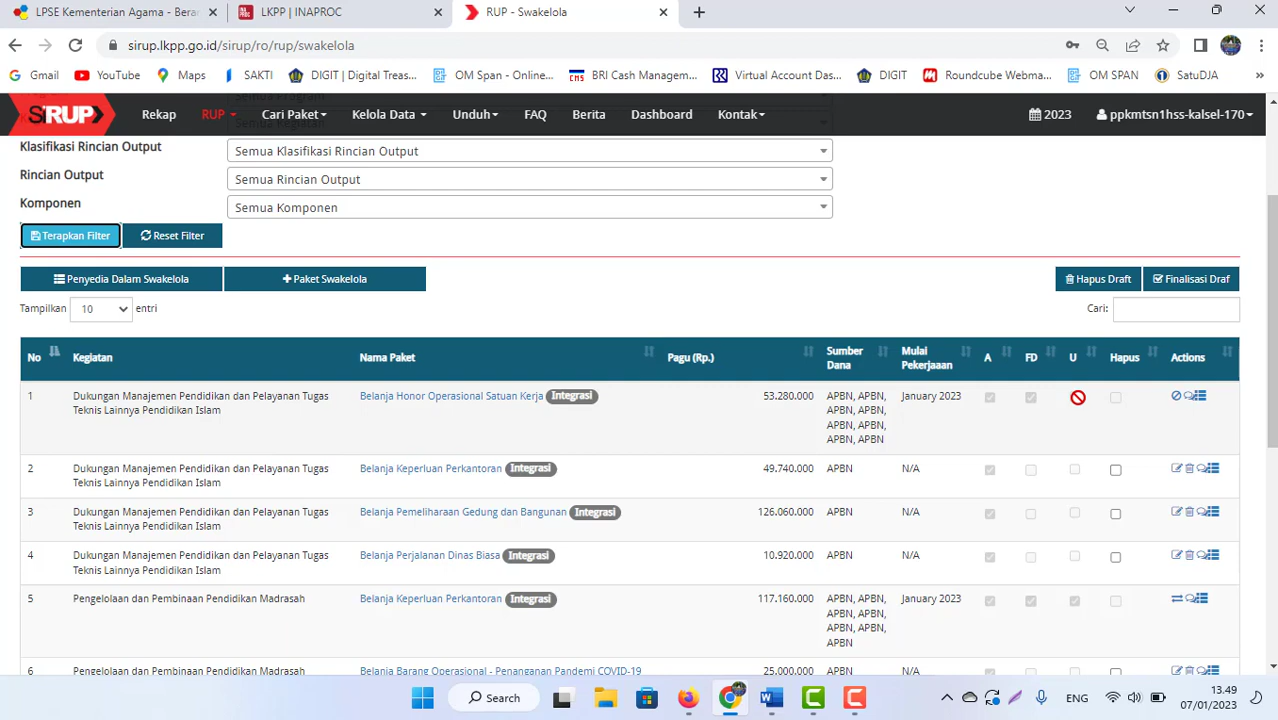 LPSE Kementerian Agama - Bera
LKPP | INAPROC
RUP - Swakelola
sirup.lkpp.go.id/sirup/ro/rup/swakelola
Gmail YouTube Maps SAKTI DIGIT | Digital Treas... OM Span - Online... BRI Cash Managem... Virtual Account Das... DIGIT Roundcube Webma... OM SPAN SatuDJA »
SiRUP Rekap RUP Cari Paket Kelola Data Unduh FAQ Berita Dashboard Kontak 2023 ppkmtsn1hss-kalsel-170
Klasifikasi Rincian Output Semua Klasifikasi Rincian Output
Rincian Output Semua Rincian Output
Komponen Semua Komponen
Terapkan Filter Reset Filter
Penyedia Dalam Swakelola Paket Swakelola Hapus Draft Finalisasi Draf
Tampilkan 10 entri Cari:
No Kegiatan Nama Paket Pagu (Rp.) Sumber Dana Mulai Pekerjaaan A FD U Hapus Actions
1 Dukungan Manajemen Pendidikan dan Pelayanan Tugas Belanja Honor Operasional Satuan Kerja Integrasi 53.280.000 APBN, APBN, January 2023
Teknis Lainnya Pendidikan Islam APBN, APBN,
APBN, APBN,
APBN, APBN
2 Dukungan Manajemen Pendidikan dan Pelayanan Tugas Belanja Keperluan Perkantoran Integrasi 49.740.000 APBN N/A
Teknis Lainnya Pendidikan Islam
3 Dukungan Manajemen Pendidikan dan Pelayanan Tugas Belanja Pemeliharaan Gedung dan Bangunan Integrasi 126.060.000 APBN N/A
Teknis Lainnya Pendidikan Islam
4 Dukungan Manajemen Pendidikan dan Pelayanan Tugas Belanja Perjalanan Dinas Biasa Integrasi 10.920.000 APBN N/A
Teknis Lainnya Pendidikan Islam
5 Pengelolaan dan Pembinaan Pendidikan Madrasah Belanja Keperluan Perkantoran Integrasi 117.160.000 APBN, APBN, January 2023
APBN, APBN,
APBN, APBN,
APBN
6 Pengelolaan dan Pembinaan Pendidikan Madrasah Belanja Barang Operasional - Penanganan Pandemi COVID-19 25.000.000 APBN N/A
Search ENG 13.49
07/01/2023